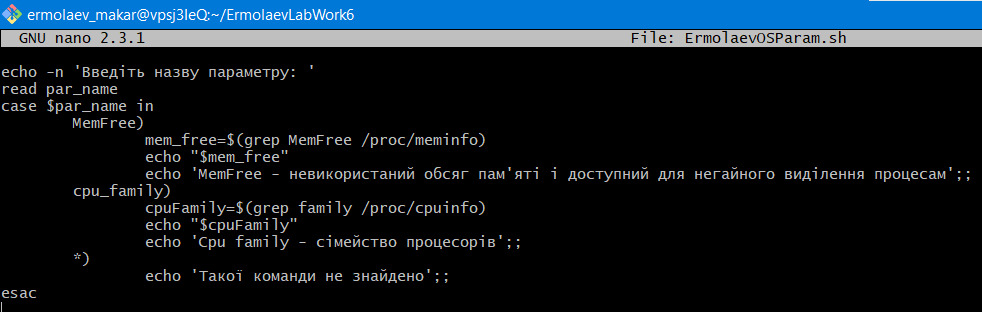 ermolaev_makar@vpsj3IeQ:~/ErmolaevLabWork6
GNU nano 2.3.1 File: ErmolaevOSParam.sh
echo -n 'Введіть назву параметру: '
read par_name
case $par_name in
MemFree)
mem_free=$(grep MemFree /proc/meminfo)
echo "$mem_free"
echo 'MemFree - невикористаний обсяг пам'яті і доступний для негайного виділення процесам';;
cpu_family)
cpuFamily=$(grep family /proc/cpuinfo)
echo "$cpuFamily"
echo 'Cpu family - сімейство процесорів';;
*)
echo 'Такої команди не знайдено';;
esac